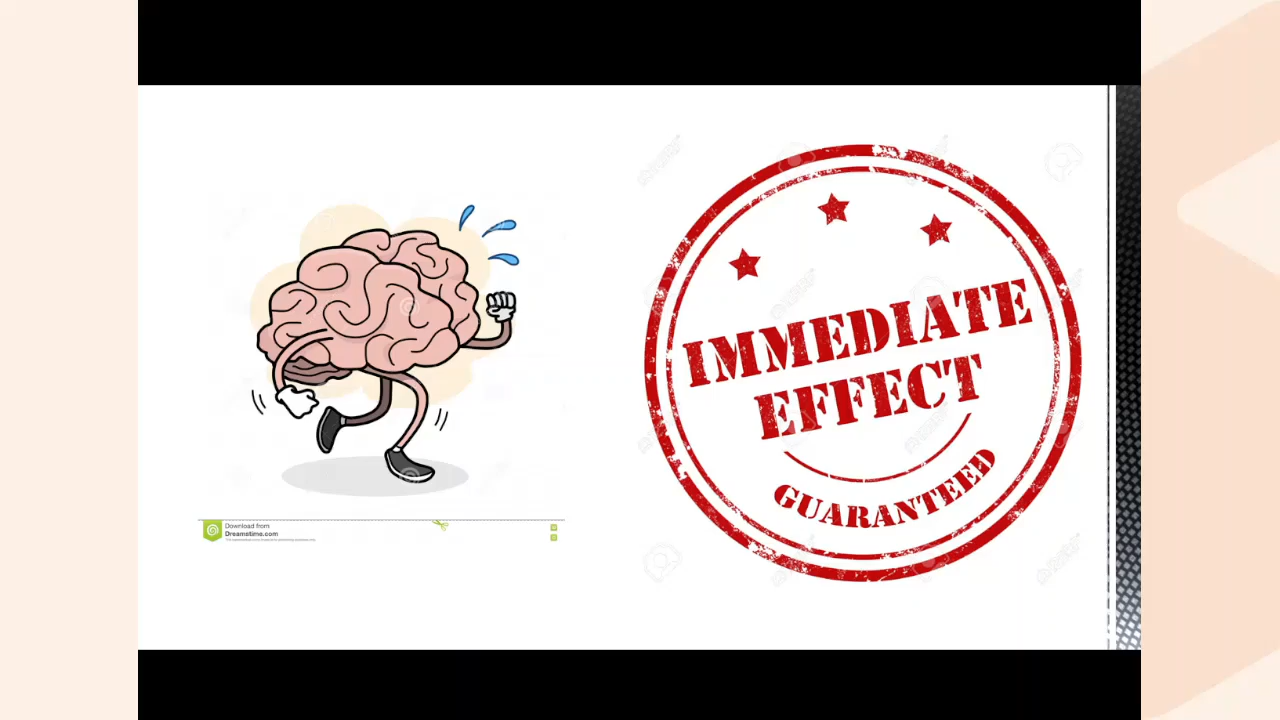 IMMEDIATE
EFFECT
GUARANTEED
Download from
Dreamstime.com